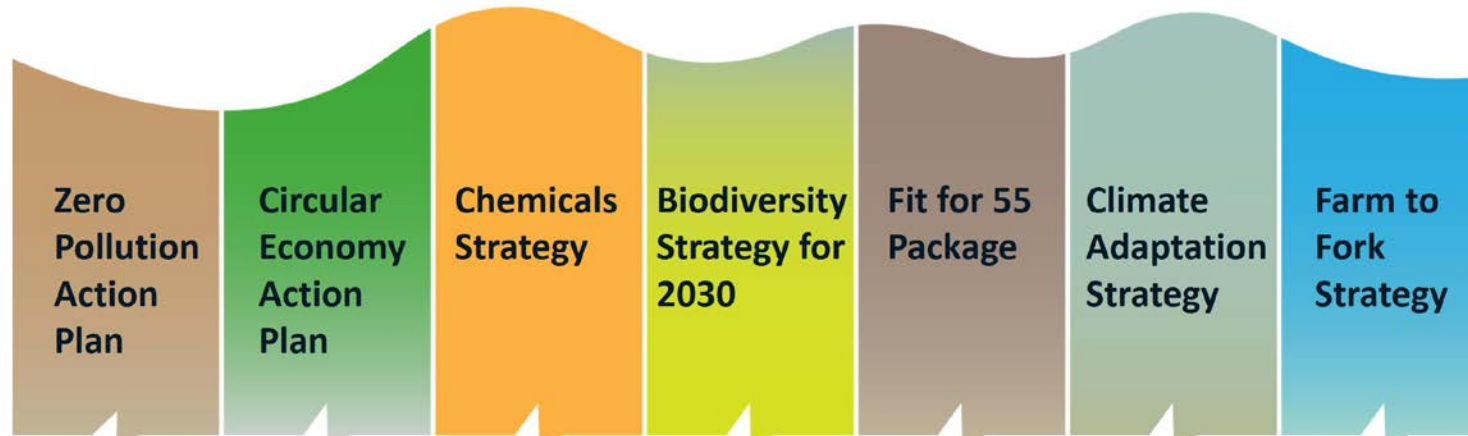 Zero
Pollution
Action
Plan
Circular
Economy
Action
Plan
Chemicals
Strategy
Biodiversity
Strategy for
2030
Fit for 55
Package
Climate
Adaptation
Strategy
Farm to
Fork
Strategy